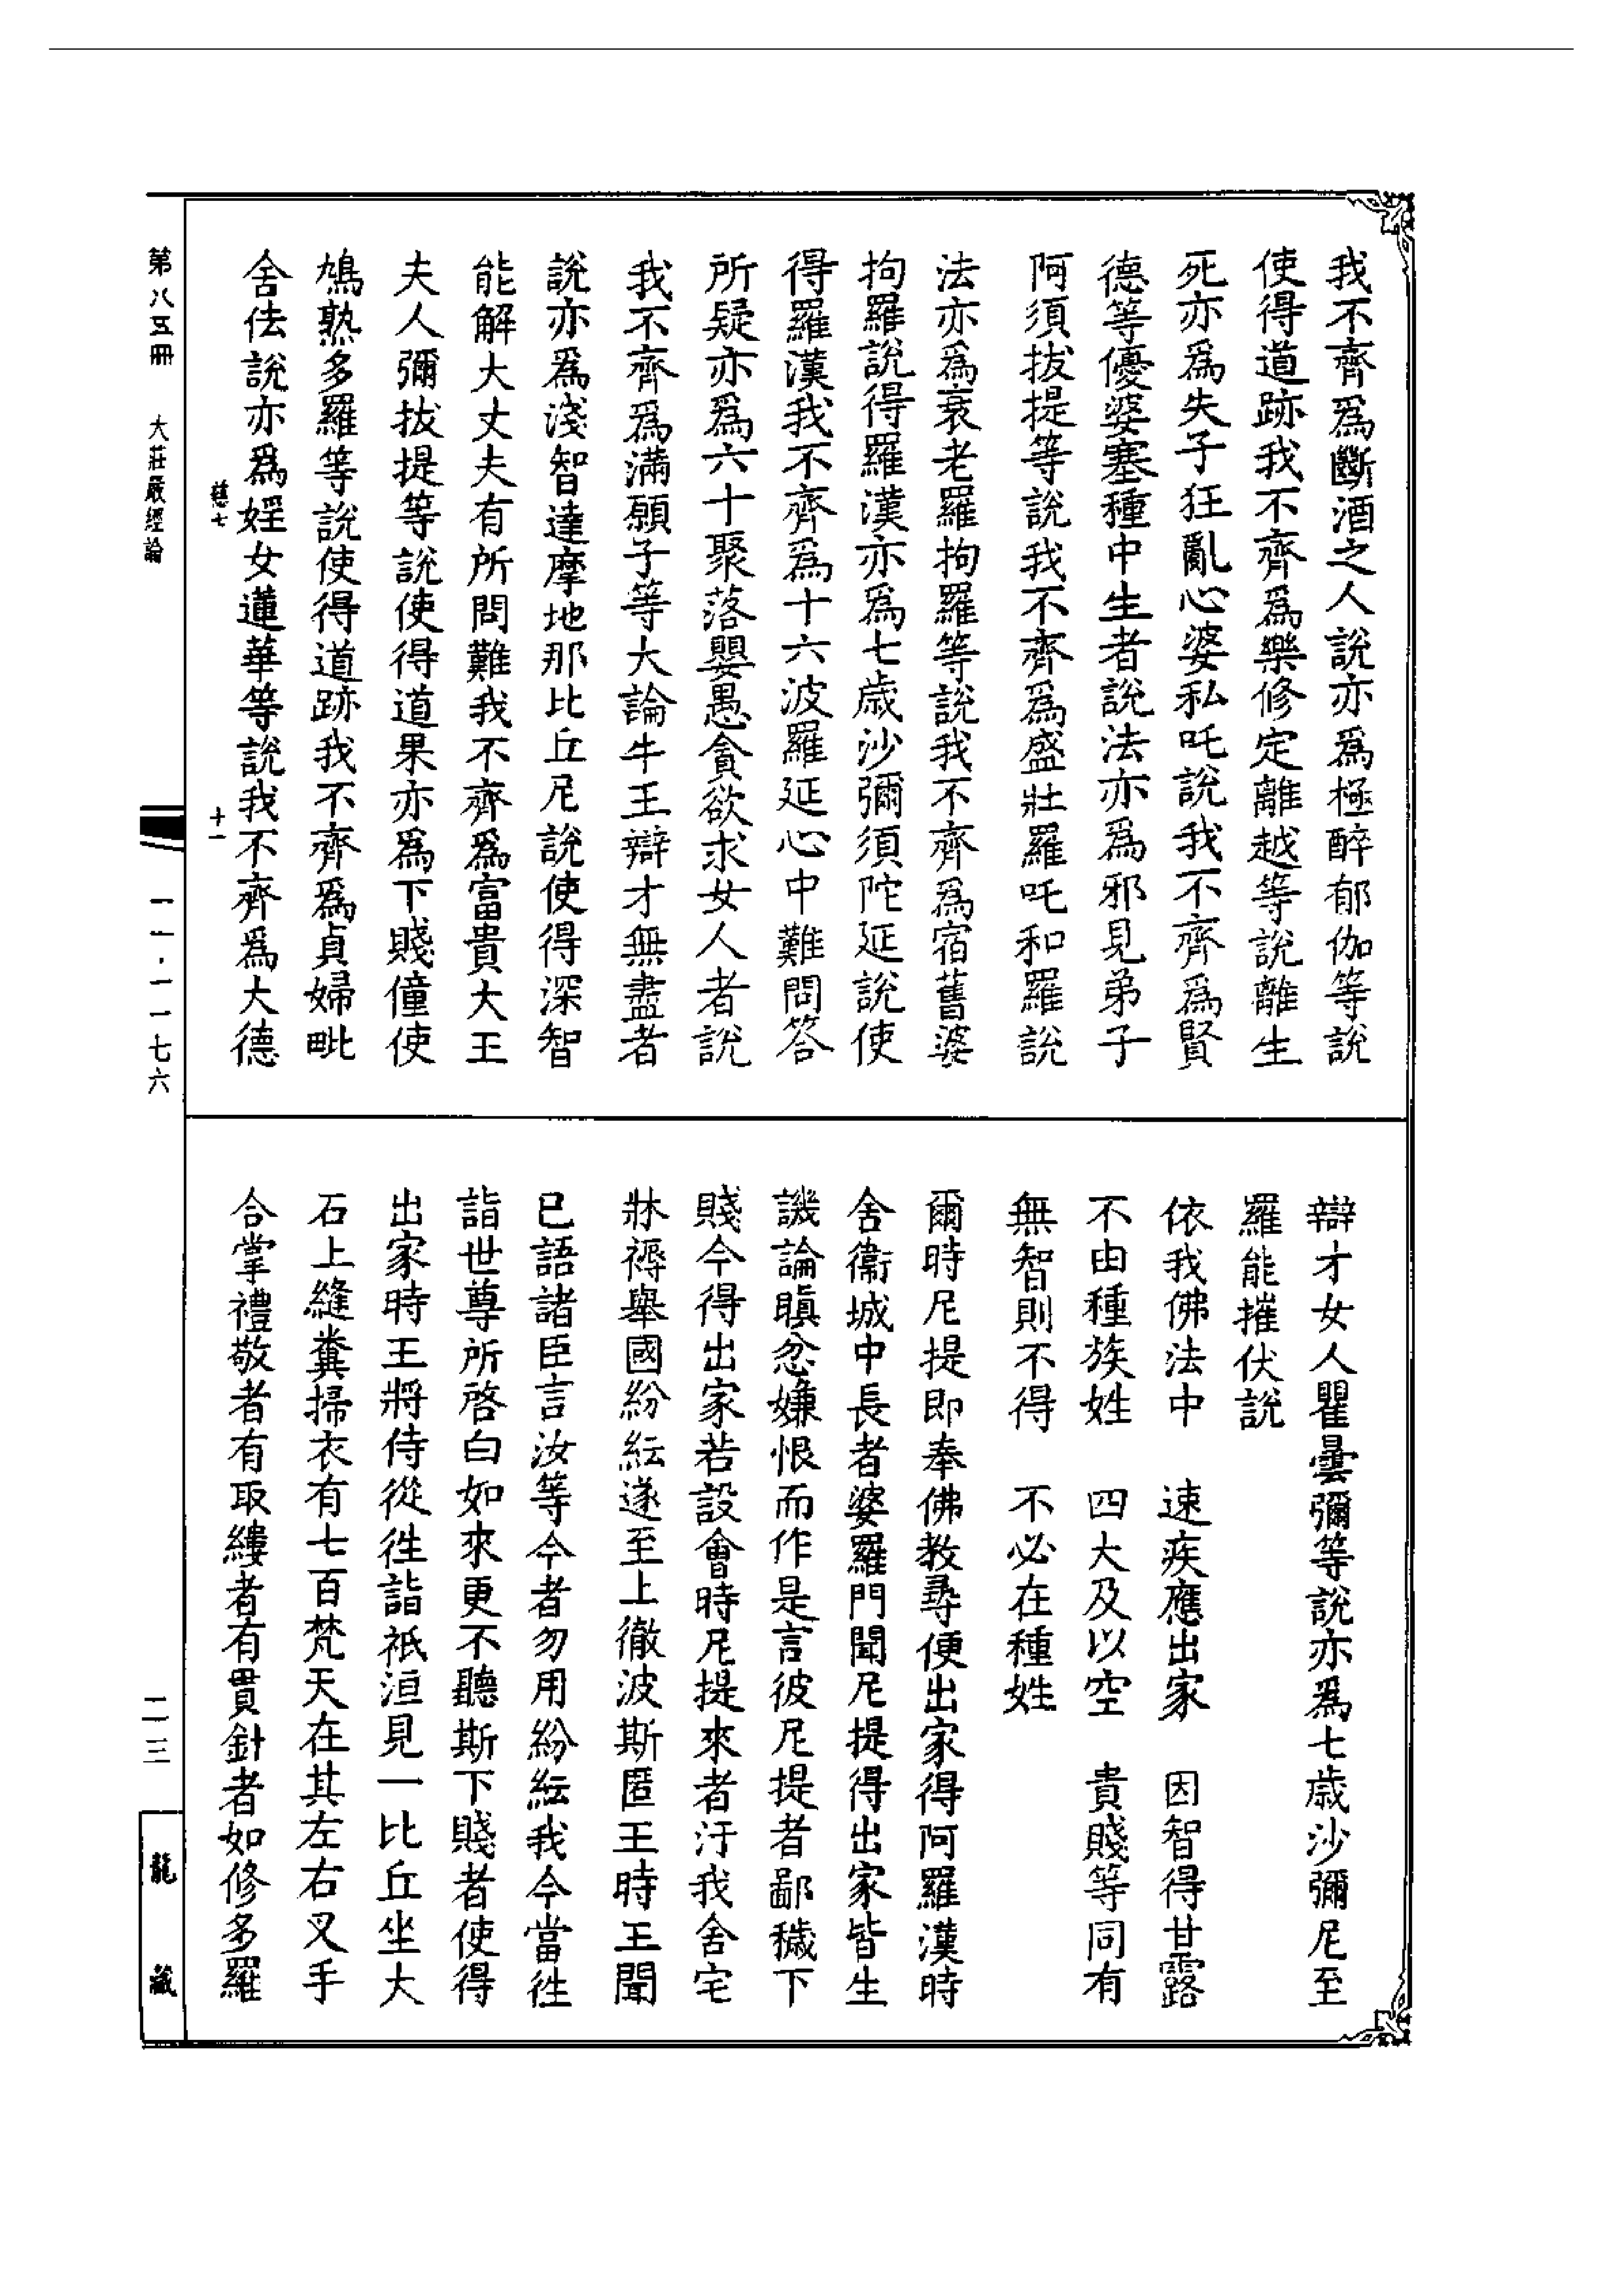 我不齊爲斷酒之人說亦爲極醉郁伽等說
使得道跡我不齊爲樂修定離越等說離生
死亦爲失子狂亂心婆私吒說我不齊爲賢
德等優婆塞種中生者說法亦爲邪見弟子
阿須拔提等說我不齊爲盛壯羅吒和羅說
法亦爲衰老羅拘羅等說我不齊爲宿舊婆
拘羅說得羅漢亦爲七歲沙彌須陀延說使
得羅漢我不齊爲十六波羅延心中難問答
所疑亦爲六十聚落嬰愚貪欲求女人者說
我不齊爲滿願子等大論牛王辯才無盡者
說亦爲淺智達摩地那比丘尼說使得深智
能解大丈夫有所問難我不齊爲富貴大王
夫人彌拔提等說使得道果亦爲下賤僮使
鳩熟多羅等說使得道跡我不齊爲貞婦毗
舍佉說亦爲婬女蓮華等說我不齊爲大德
慈七
十一
辯才女人瞿曇彌等說亦爲七歲沙彌尼至
羅能摧伏說
依我佛法中　速疾應出家　因智得甘露
不由種族姓　四大及以空　貴賤等同有
無智則不得　不必在種姓
爾時尼提即奉佛教尋便出家得阿羅漢時
舍衞城中長者婆羅門聞尼提得出家皆生
譏論瞋忿嫌恨而作是言彼尼提者鄙穢下
賤今得出家若設會時尼提來者汙我舍宅
牀褥舉國紛紜遂至上徹波斯匿王時王聞
已語諸臣言汝等今者勿用紛紜我今當往
詣世尊所啓白如來更不聽斯下賤者使得
出家時王將侍從往詣祇洹見一比丘坐大
石上縫糞掃衣有七百梵天在其左右叉手
合掌禮敬者有取縷者有貫針者如修多羅
第八五冊　大莊嚴經論
一一·一一七六
二三
龍藏